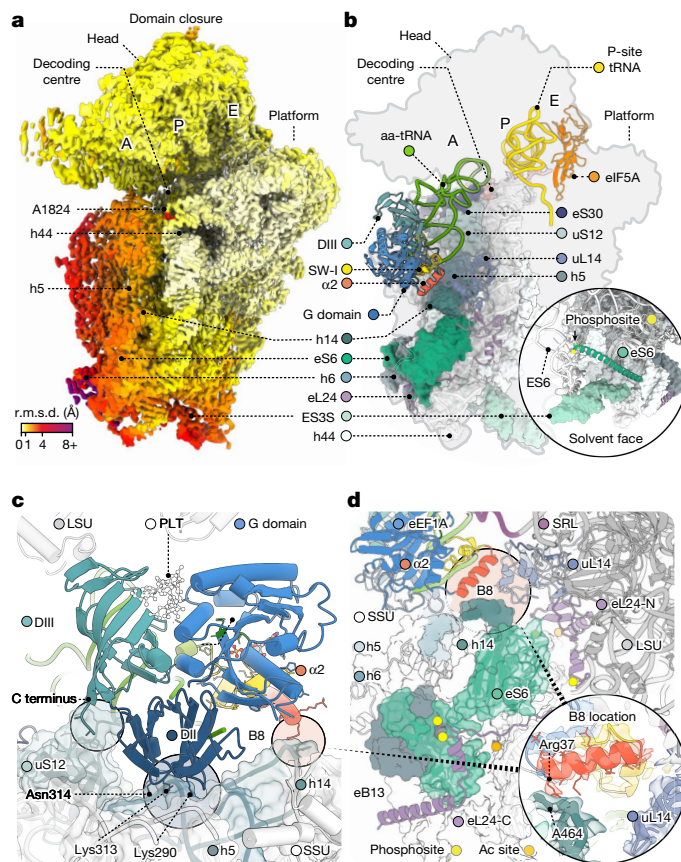 a
Domain closure
Head
Decoding
centre
A
P
E
Platform
A1824
h44
h5
r.m.s.d. (Å)
0 1 4 8+
b
Head
Decoding
centre
P-site
tRNA
E
P
A
Platform
aa-tRNA
eIF5A
DIII
SW-I
α2
G domain
h14
eS6
h6
eL24
ES3S
h44
eS30
uS12
uL14
h5
Phosphosite
eS6
ES6
Solvent face
c
LSU
PLT
G domain
DIII
α2
C terminus
DII
B8
uS12
h14
Asn314
Lys313
Lys290
h5
SSU
d
eEF1A
SRL
α2
uL14
B8
eL24-N
SSU
h14
LSU
h5
h6
eS6
B8 location
Arg37
eB13
A464
uL14
eL24-C
Phosphosite
Ac site